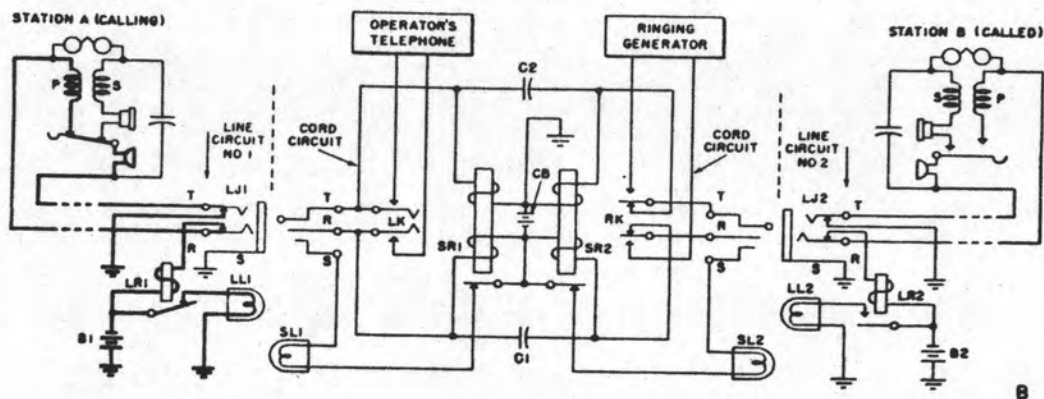 STATION A (CALLING)
OPERATOR'S
TELEPHONE
RINGING
GENERATOR
STATION B (CALLED)
P
S
C2
S
P
LINE
CIRCUIT
NO 1
CORD
CIRCUIT
CORD
CIRCUIT
LINE
CIRCUIT
NO 2
T
LJ1
CB
LJ2
T
T
R
LK
RK
T
R
R
S
S
SR1
SR2
S
S
R
LR1
LL1
LL2
LR2
B1
SL1
C1
SL2
B2
B